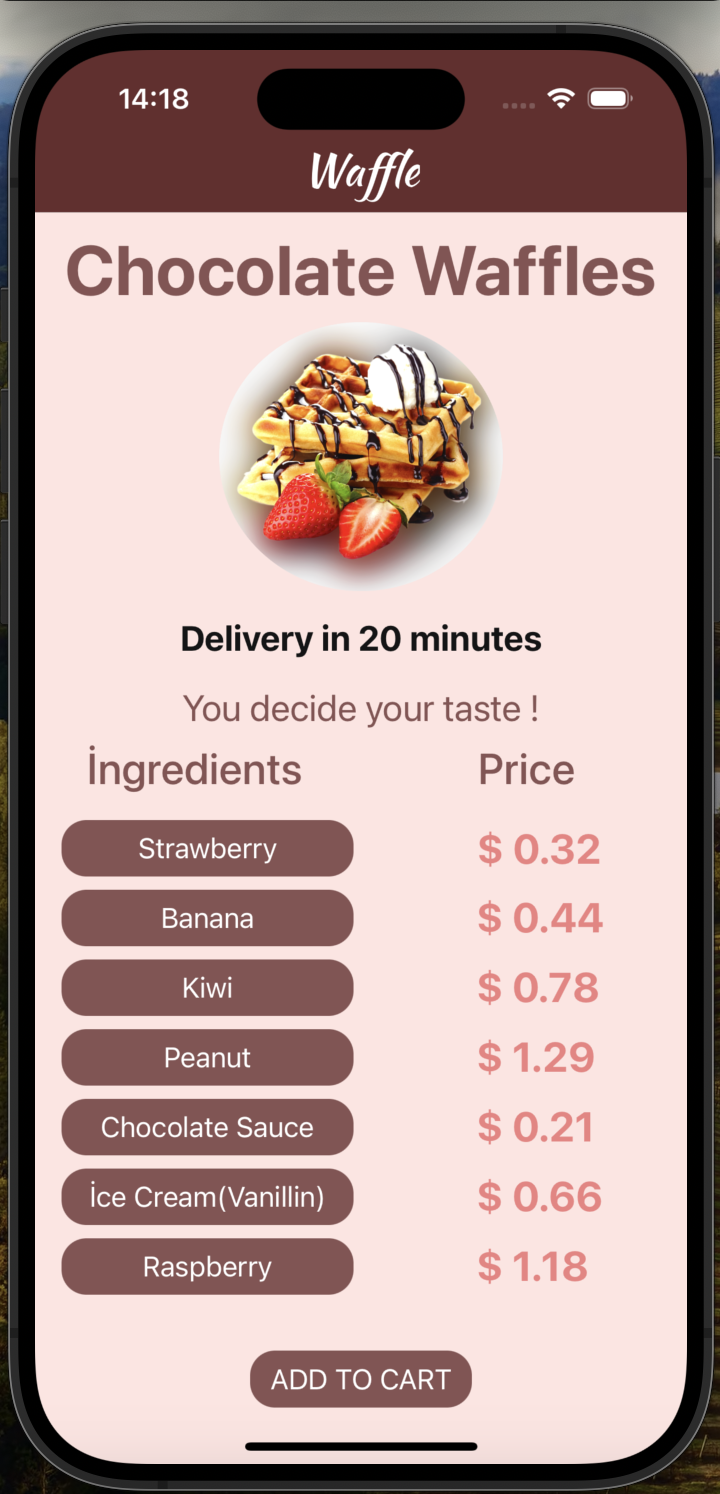 14:18
Waffle
Chocolate Waffles
Delivery in 20 minutes
You decide your taste !
İngredients Price
Strawberry $ 0.32
Banana $ 0.44
Kiwi $ 0.78
Peanut $ 1.29
Chocolate Sauce $ 0.21
İce Cream(Vanillin) $ 0.66
Raspberry $ 1.18
ADD TO CART